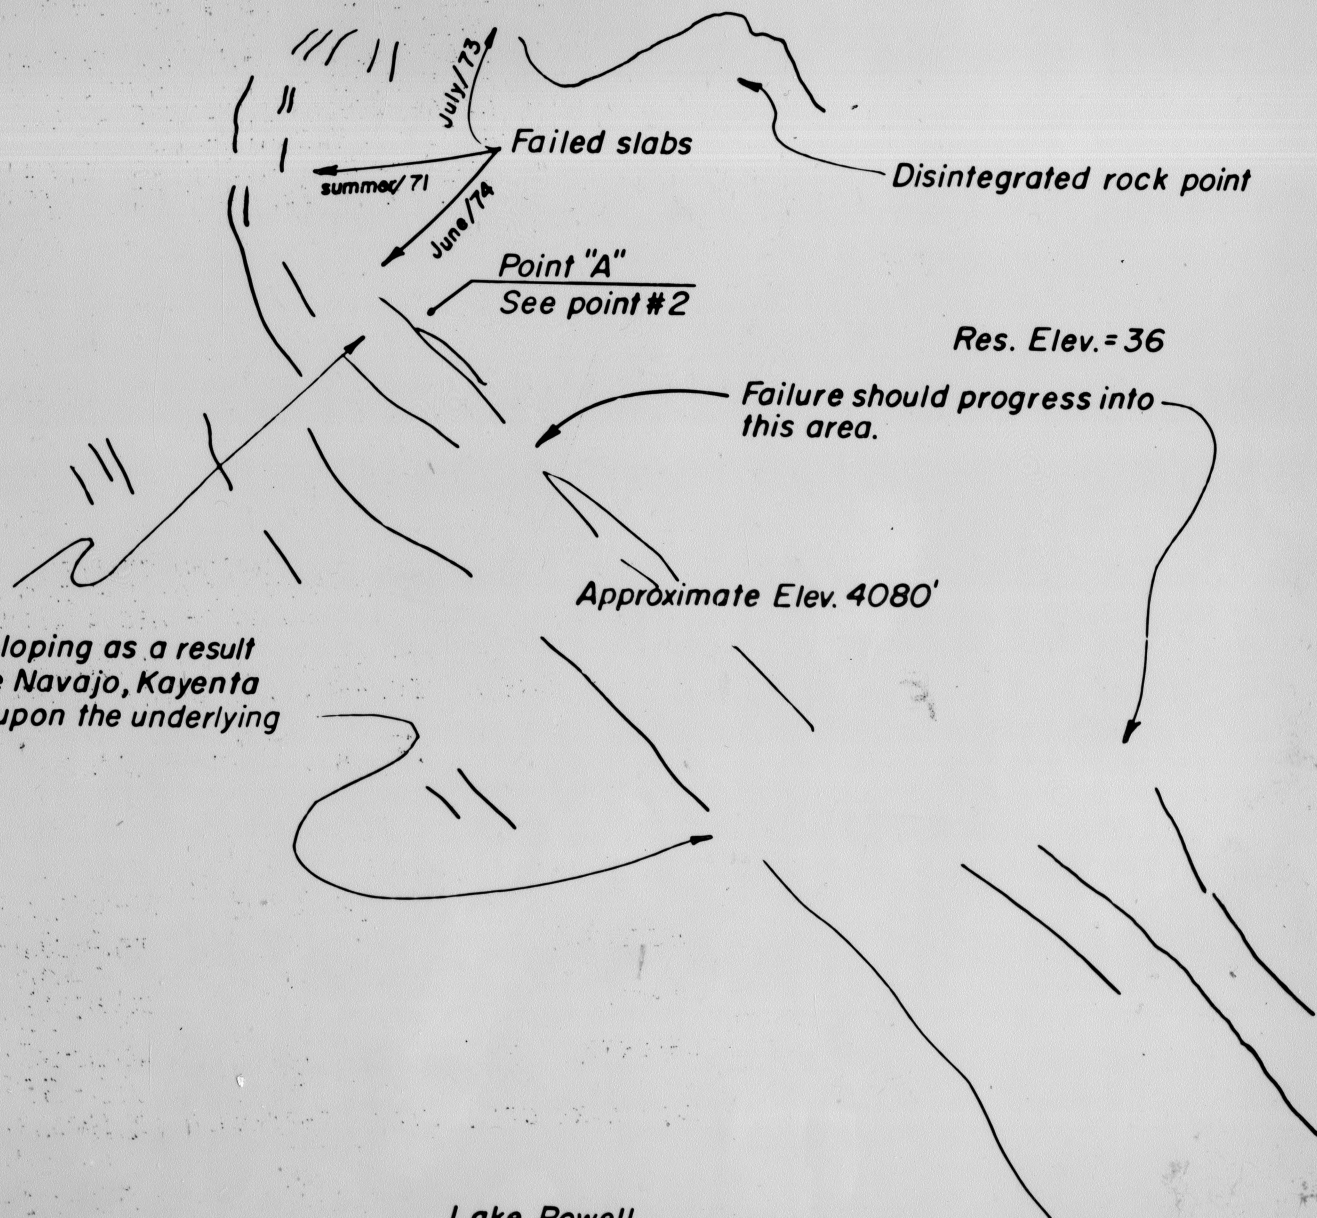 July/73
Failed slabs
Disintegrated rock point
summer/71
June/74
Point "A"
See point #2
Res. Elev. = 36
Failure should progress into
this area.
Approximate Elev. 4080'
loping as a result
e Navajo, Kayenta
upon the underlying
Lake Powell